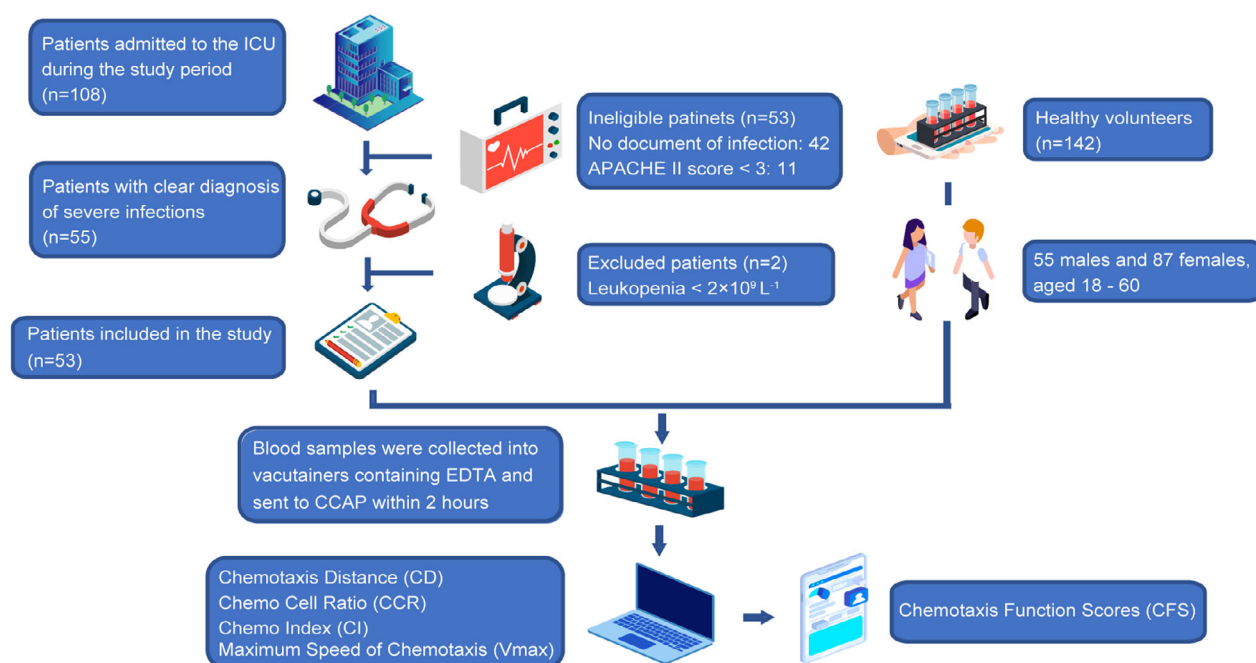 Patients admitted to the ICU
during the study period
(n=108)
Ineligible patinets (n=53)
No document of infection: 42
APACHE II score < 3: 11
Healthy volunteers
(n=142)
Patients with clear diagnosis
of severe infections
(n=55)
Excluded patients (n=2)
Leukopenia < 2×10⁹ L⁻¹
55 males and 87 females,
aged 18 - 60
Patients included in the study
(n=53)
Blood samples were collected into
vacutainers containing EDTA and
sent to CCAP within 2 hours
Chemotaxis Distance (CD)
Chemo Cell Ratio (CCR)
Chemo Index (CI)
Maximum Speed of Chemotaxis (Vmax)
Chemotaxis Function Scores (CFS)